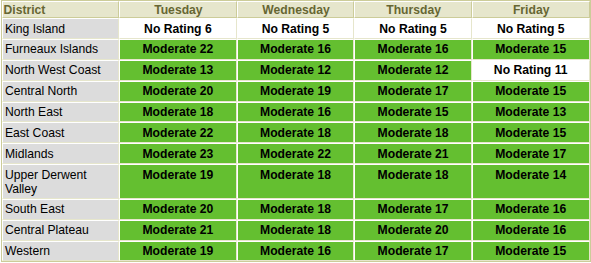 District Tuesday Wednesday Thursday Friday
King Island No Rating 6 No Rating 5 No Rating 5 No Rating 5
Furneaux Islands Moderate 22 Moderate 16 Moderate 16 Moderate 15
North West Coast Moderate 13 Moderate 12 Moderate 12 No Rating 11
Central North Moderate 20 Moderate 19 Moderate 17 Moderate 15
North East Moderate 18 Moderate 16 Moderate 15 Moderate 13
East Coast Moderate 22 Moderate 18 Moderate 18 Moderate 15
Midlands Moderate 23 Moderate 22 Moderate 21 Moderate 17
Upper Derwent Moderate 19 Moderate 18 Moderate 18 Moderate 14
Valley
South East Moderate 20 Moderate 18 Moderate 17 Moderate 16
Central Plateau Moderate 21 Moderate 18 Moderate 20 Moderate 16
Western Moderate 19 Moderate 16 Moderate 17 Moderate 15